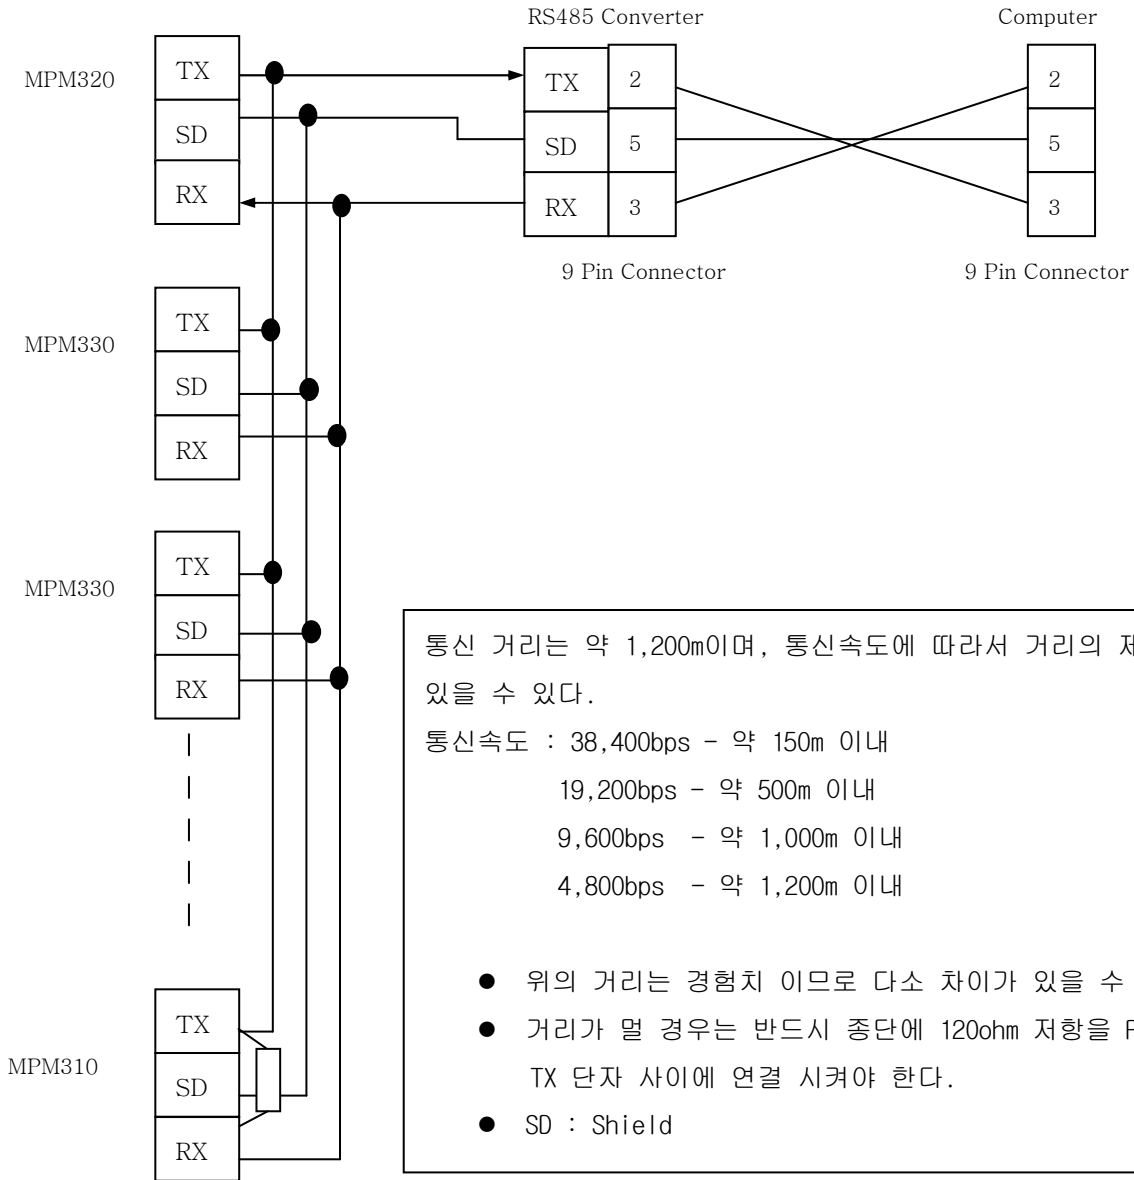 RS485 Converter
Computer
MPM320
TX
SD
RX
TX 2
SD 5
RX 3
2
5
3
9 Pin Connector
9 Pin Connector
MPM330
TX
SD
RX
MPM330
TX
SD
RX
통신 거리는 약 1,200m이며, 통신속도에 따라서 거리의
있을 수 있다.
통신속도 : 38,400bps - 약 150m 이내
19,200bps - 약 500m 이내
9,600bps - 약 1,000m 이내
4,800bps - 약 1,200m 이내
● 위의 거리는 경험치 이므로 다소 차이가 있을 수
● 거리가 멀 경우는 반드시 종단에 120ohm 저항을
TX 단자 사이에 연결 시켜야 한다.
● SD : Shield
MPM310
TX
SD
RX